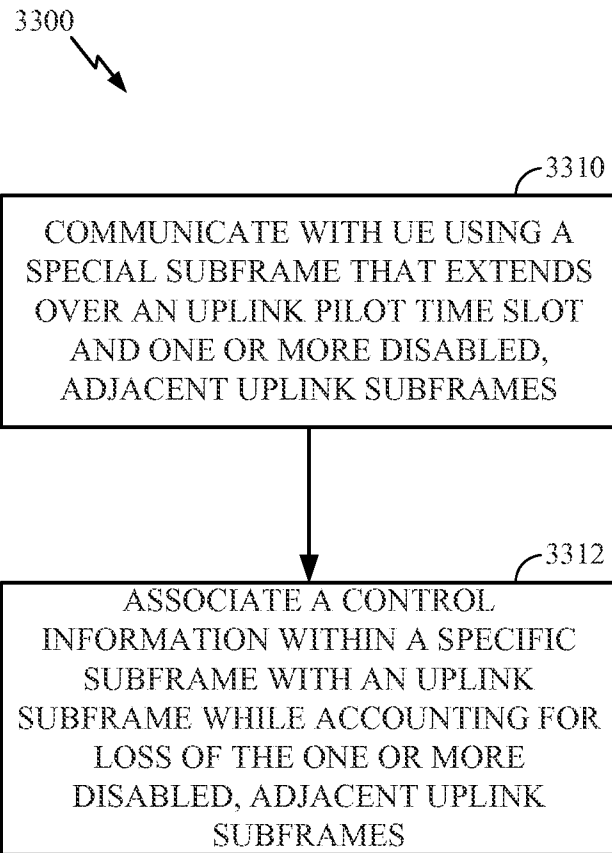 3300
3310
COMMUNICATE WITH UE USING A
SPECIAL SUBFRAME THAT EXTENDS
OVER AN UPLINK PILOT TIME SLOT
AND ONE OR MORE DISABLED,
ADJACENT UPLINK SUBFRAMES
3312
ASSOCIATE A CONTROL
INFORMATION WITHIN A SPECIFIC
SUBFRAME WITH AN UPLINK
SUBFRAME WHILE ACCOUNTING FOR
LOSS OF THE ONE OR MORE
DISABLED, ADJACENT UPLINK
SUBFRAMES